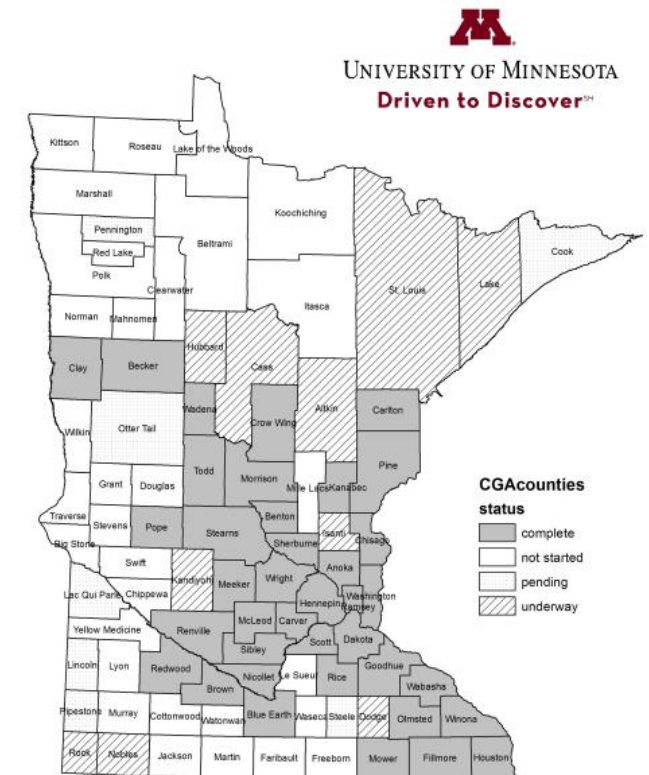 M
UNIVERSITY OF MINNESOTA
Driven to Discover℠
Kittson
Roseau
Lake of the Woods
Marshall
Koochiching
Pennington
Beltrami
Red Lake
Cook
Polk
Clearwater
St. Louis
Lake
Itasca
Norman
Mahnomen
Hubbard
Cass
Clay
Becker
Wadena
Crow Wing
Aitkin
Carlton
Wilkin
Otter Tail
Pine
Todd
Morrison
Grant
Douglas
Mille Lacs
Kanabec
CGAcounties
status
complete
not started
pending
underway
Traverse
Stevens
Pope
Stearns
Benton
Isanti
Chisago
Big Stone
Sherburne
Swift
Anoka
Kandiyohi
Meeker
Wright
Lac Qui Parle
Chippewa
Hennepin
Washington
Ramsey
McLeod
Carver
Yellow Medicine
Renville
Scott
Dakota
Sibley
Lincoln
Lyon
Redwood
Nicollet
Le Sueur
Rice
Goodhue
Brown
Wabasha
Pipestone
Murray
Cottonwood
Watonwan
Blue Earth
Waseca
Steele
Dodge
Olmsted
Winona
Rock
Nobles
Jackson
Martin
Faribault
Freeborn
Mower
Fillmore
Houston